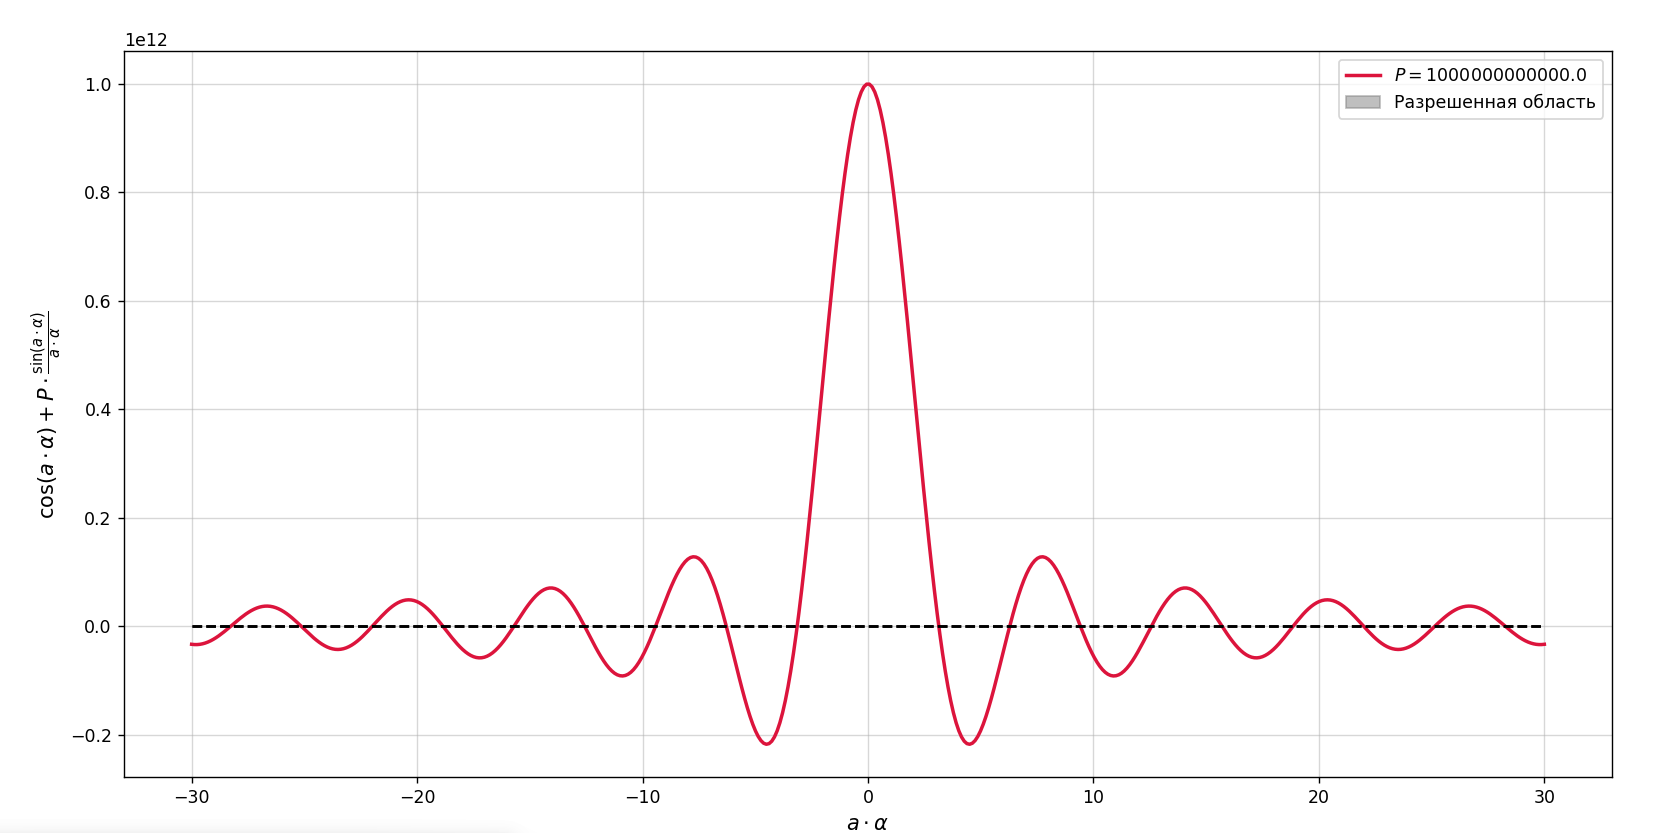 1e12
P = 1000000000000.0
Разрешенная область
1.0
0.8
0.6
0.4
0.2
0.0
−0.2
cos(a · α) + P · sin(a · α) / a · α
−30
−20
−10
0
10
20
30
a · α